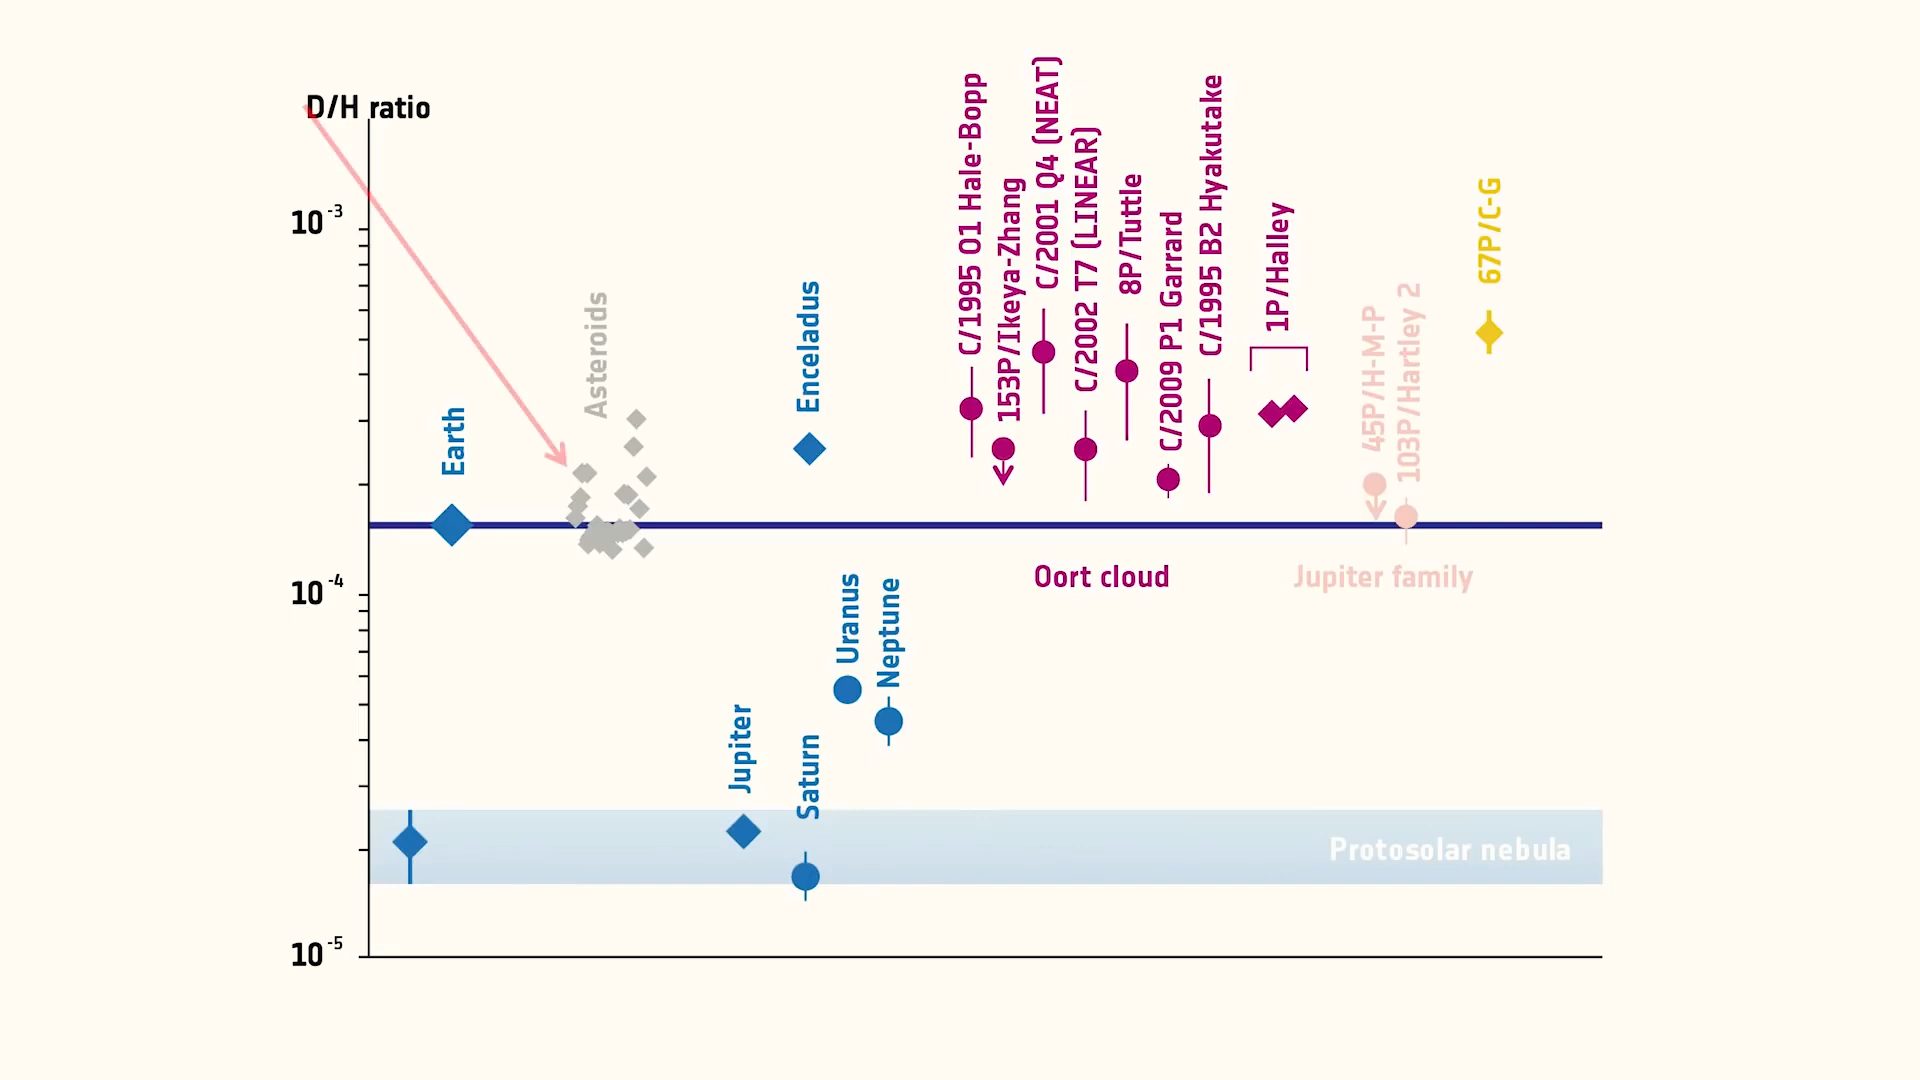 D/H ratio
10-3
10-4
10-5
Earth
Asteroids
Jupiter
Saturn
Enceladus
Uranus
Neptune
C/1995 O1 Hale-Bopp
153P/Ikeya-Zhang
C/2001 Q4 (NEAT)
C/2002 T7 (LINEAR)
8P/Tuttle
C/2009 P1 Garrard
C/1995 B2 Hyakutake
1P/Halley
45P/H-M-P
103P/Hartley 2
67P/C-G
Oort cloud
Jupiter family
Protosolar nebula